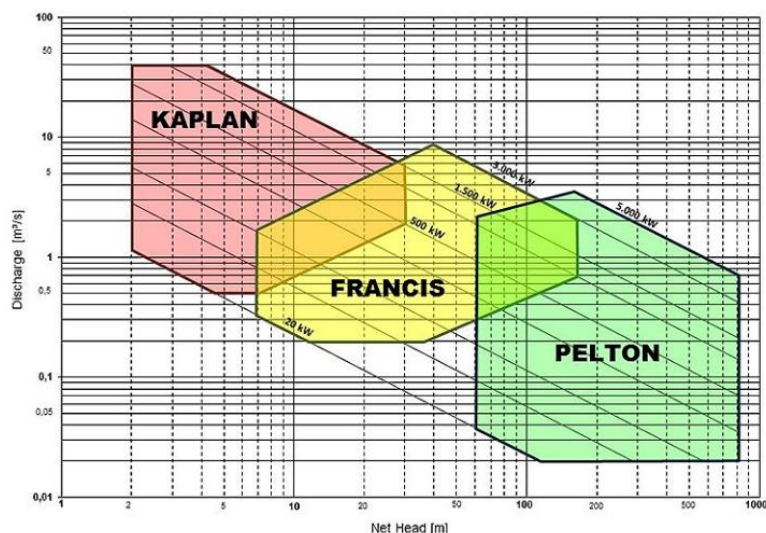 100
50
KAPLAN
10
5
3.000 kW
1.500 kW
5.000 kW
500 kW
Discharge [m³/s]
1
FRANCIS
0.5
20 kW
PELTON
0,1
0,05
0,01
1
2
5
10
20
50
100
200
500
1000
Net Head [m]